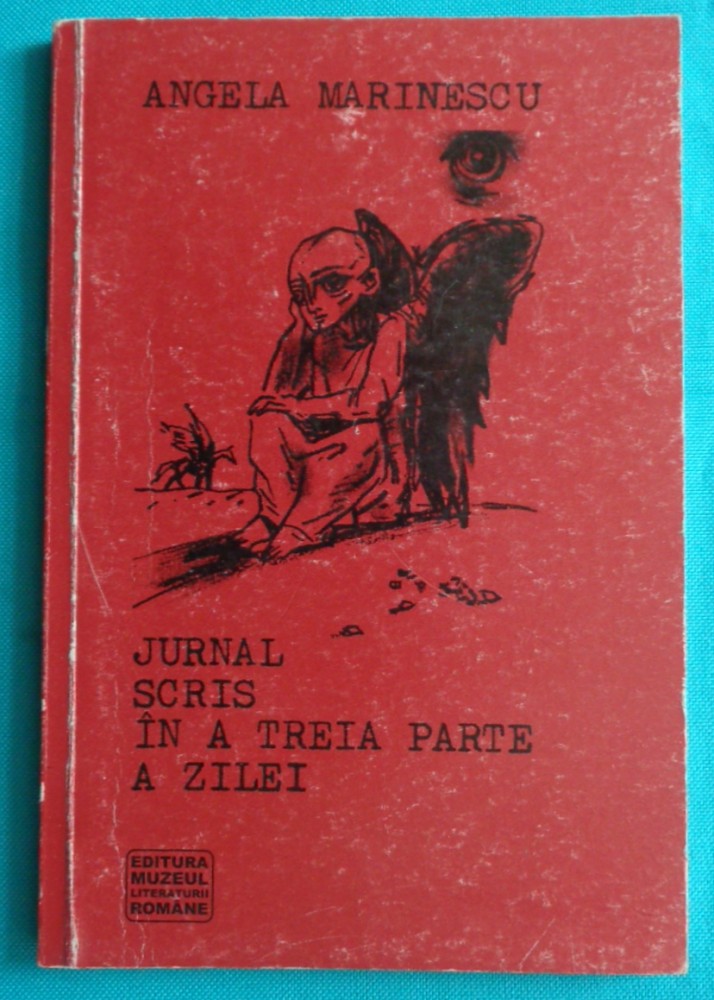 ANGELA MARINESCU
JURNAL
SCRIS
ÎN A TREIA PARTE
A ZILEI
EDITURA
MUZEUL
LITERATURII
ROMÂNE